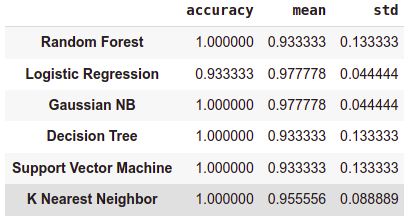 accuracy mean std
Random Forest 1.000000 0.933333 0.133333
Logistic Regression 0.933333 0.977778 0.044444
Gaussian NB 1.000000 0.977778 0.044444
Decision Tree 1.000000 0.933333 0.133333
Support Vector Machine 1.000000 0.933333 0.133333
K Nearest Neighbor 1.000000 0.955556 0.088889